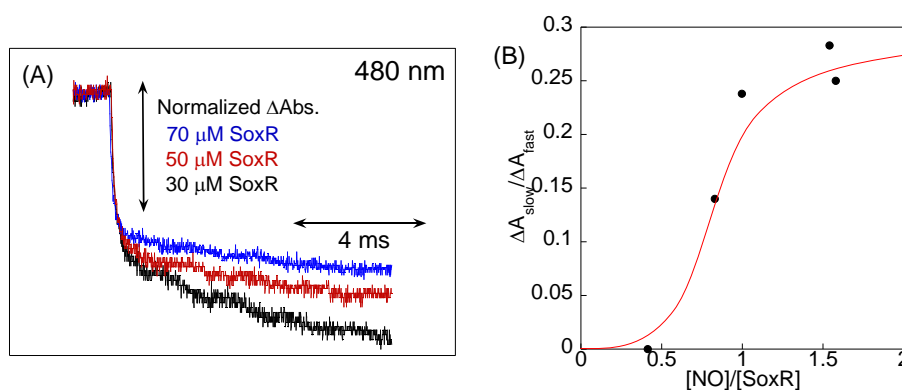 (A)
480 nm
Normalized ΔAbs.
70 μM SoxR
50 μM SoxR
30 μM SoxR
4 ms
(B)
0.3
0.25
0.2
0.15
0.1
0.05
0
ΔA_slow/ΔA_fast
0 0.5 1 1.5 2
[NO]/[SoxR]